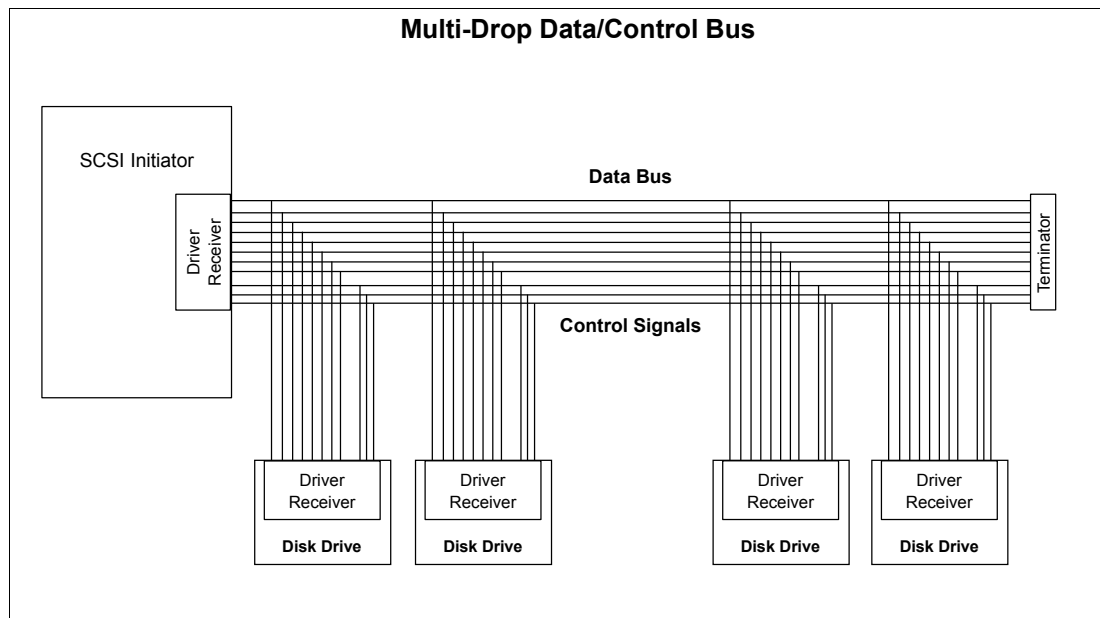 Multi-Drop Data/Control Bus
SCSI Initiator
Driver
Receiver
Data Bus
Control Signals
Terminator
Driver
Receiver
Disk Drive
Driver
Receiver
Disk Drive
Driver
Receiver
Disk Drive
Driver
Receiver
Disk Drive